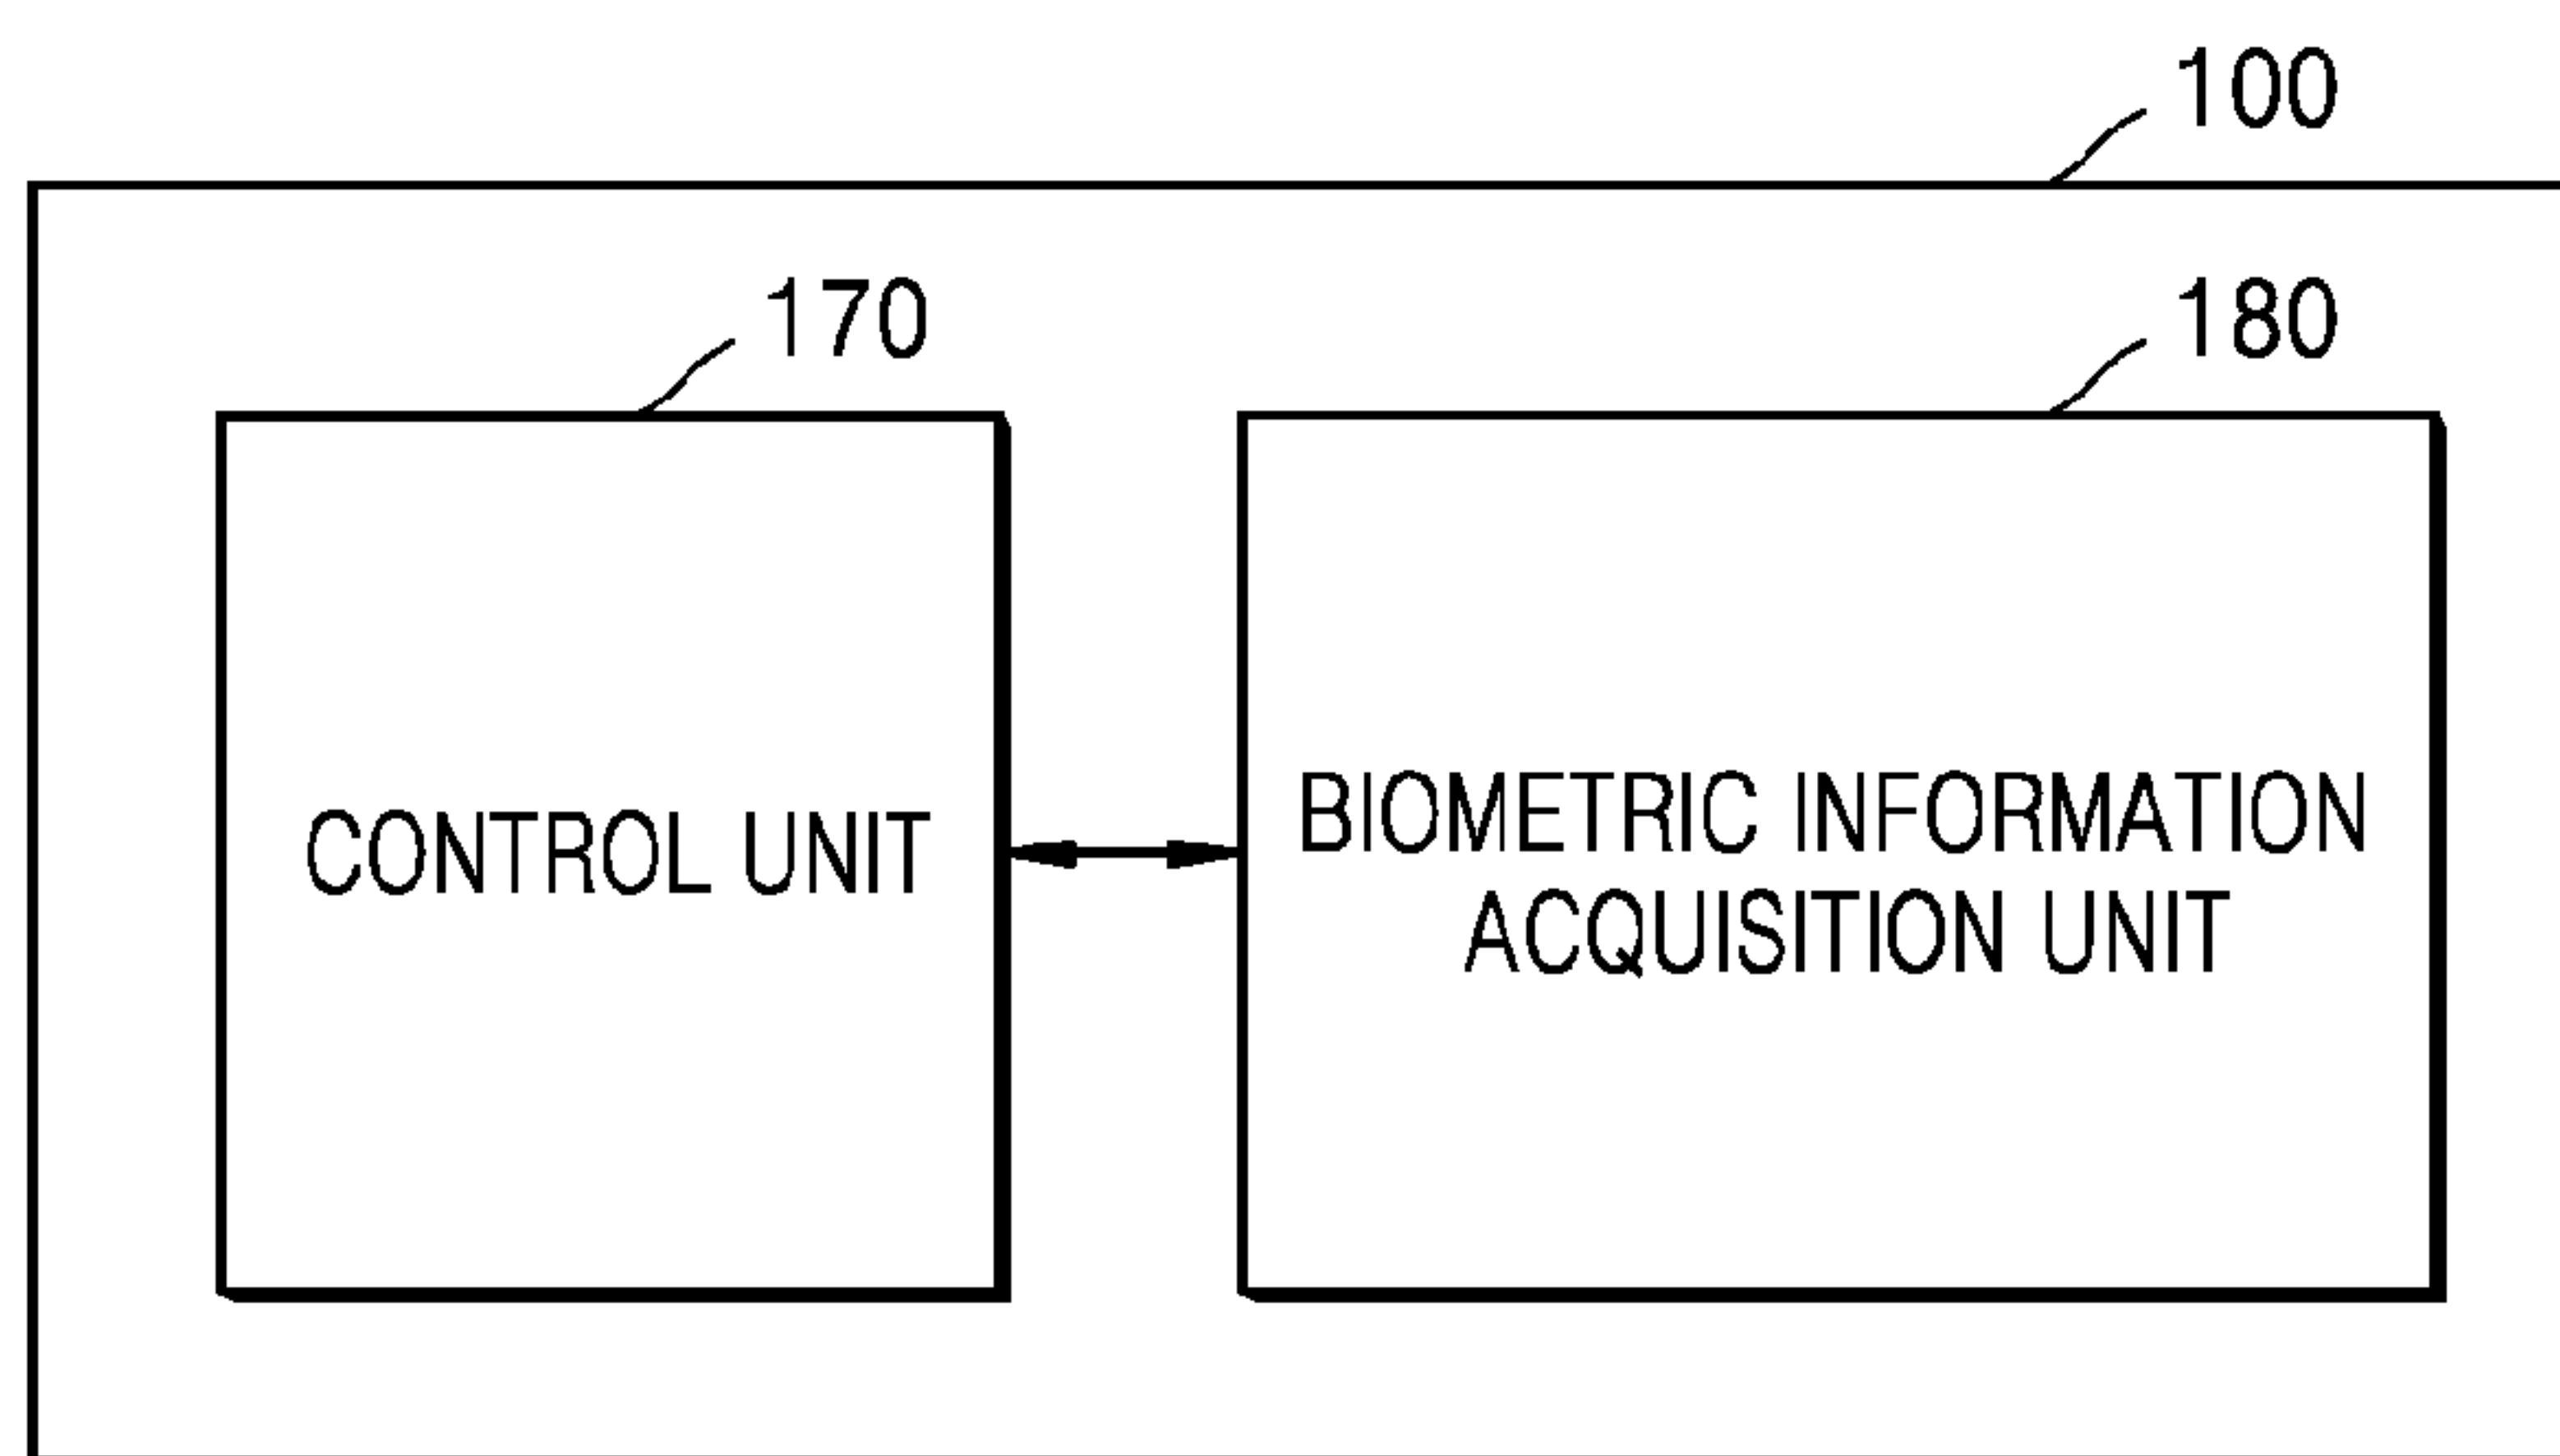 100
170
180
CONTROL UNIT
BIOMETRIC INFORMATION
ACQUISITION UNIT